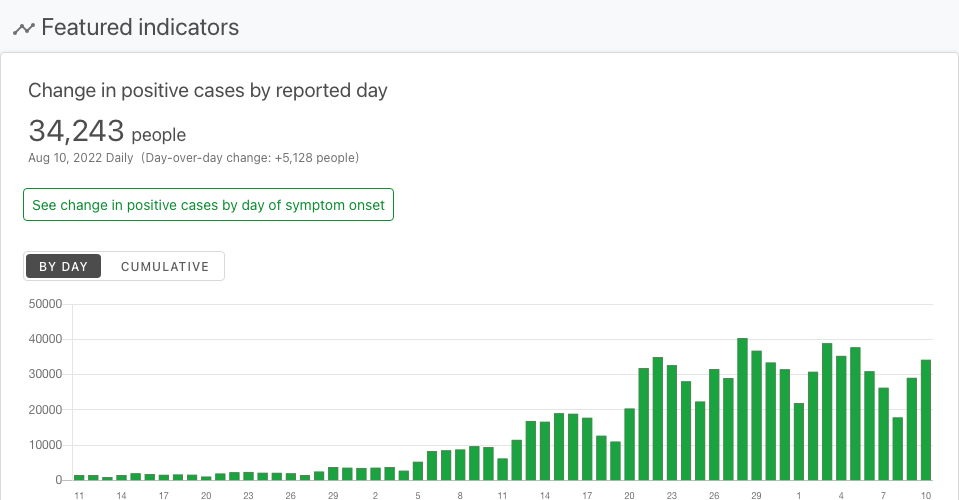 Featured indicators
Change in positive cases by reported day
34,243 people
Aug 10, 2022 Daily (Day-over-day change: +5,128 people)
See change in positive cases by day of symptom onset
BY DAY CUMULATIVE
50000
40000
30000
20000
10000
0
11 14 17 20 23 26 29 2 5 8 11 14 17 20 23 26 29 1 4 7 10